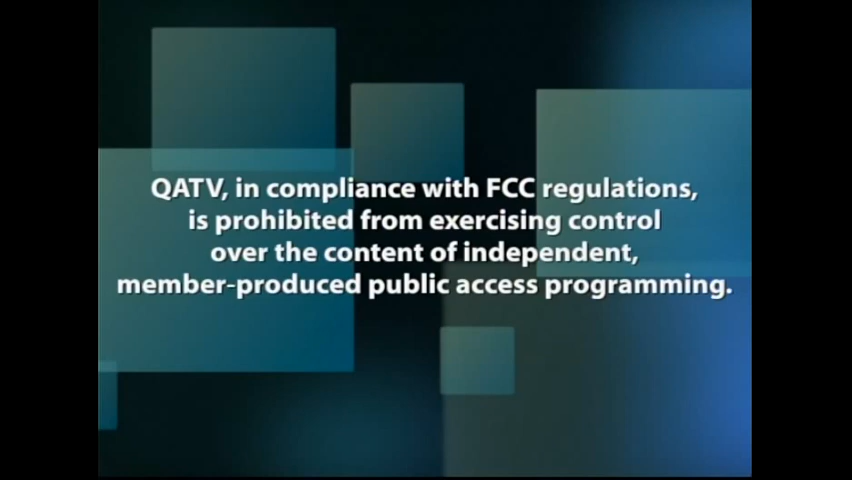 QATV, in compliance with FCC regulations,
is prohibited from exercising control
over the content of independent,
member-produced public access programming.